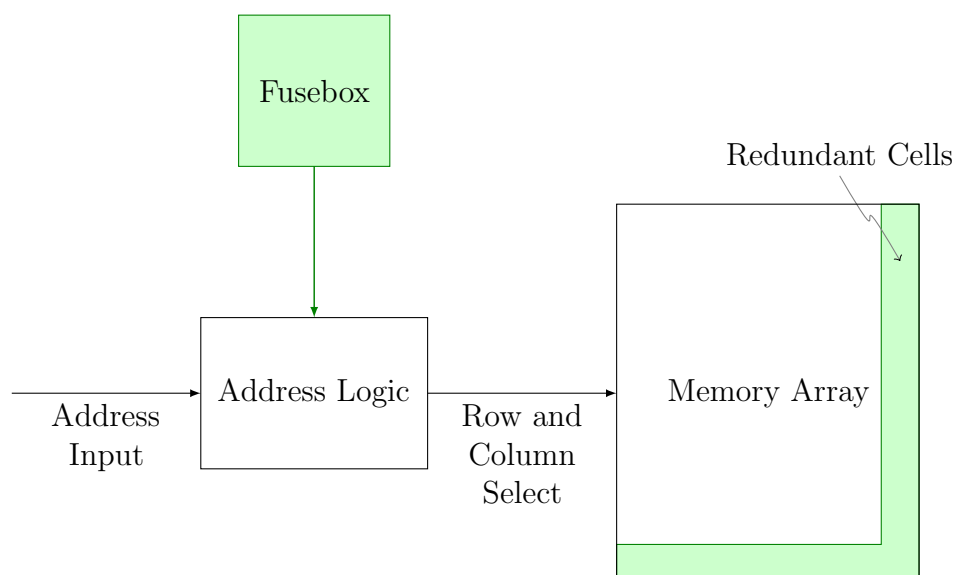 Fusebox
Redundant Cells
Address Logic
Memory Array
Address
Input
Row and
Column
Select